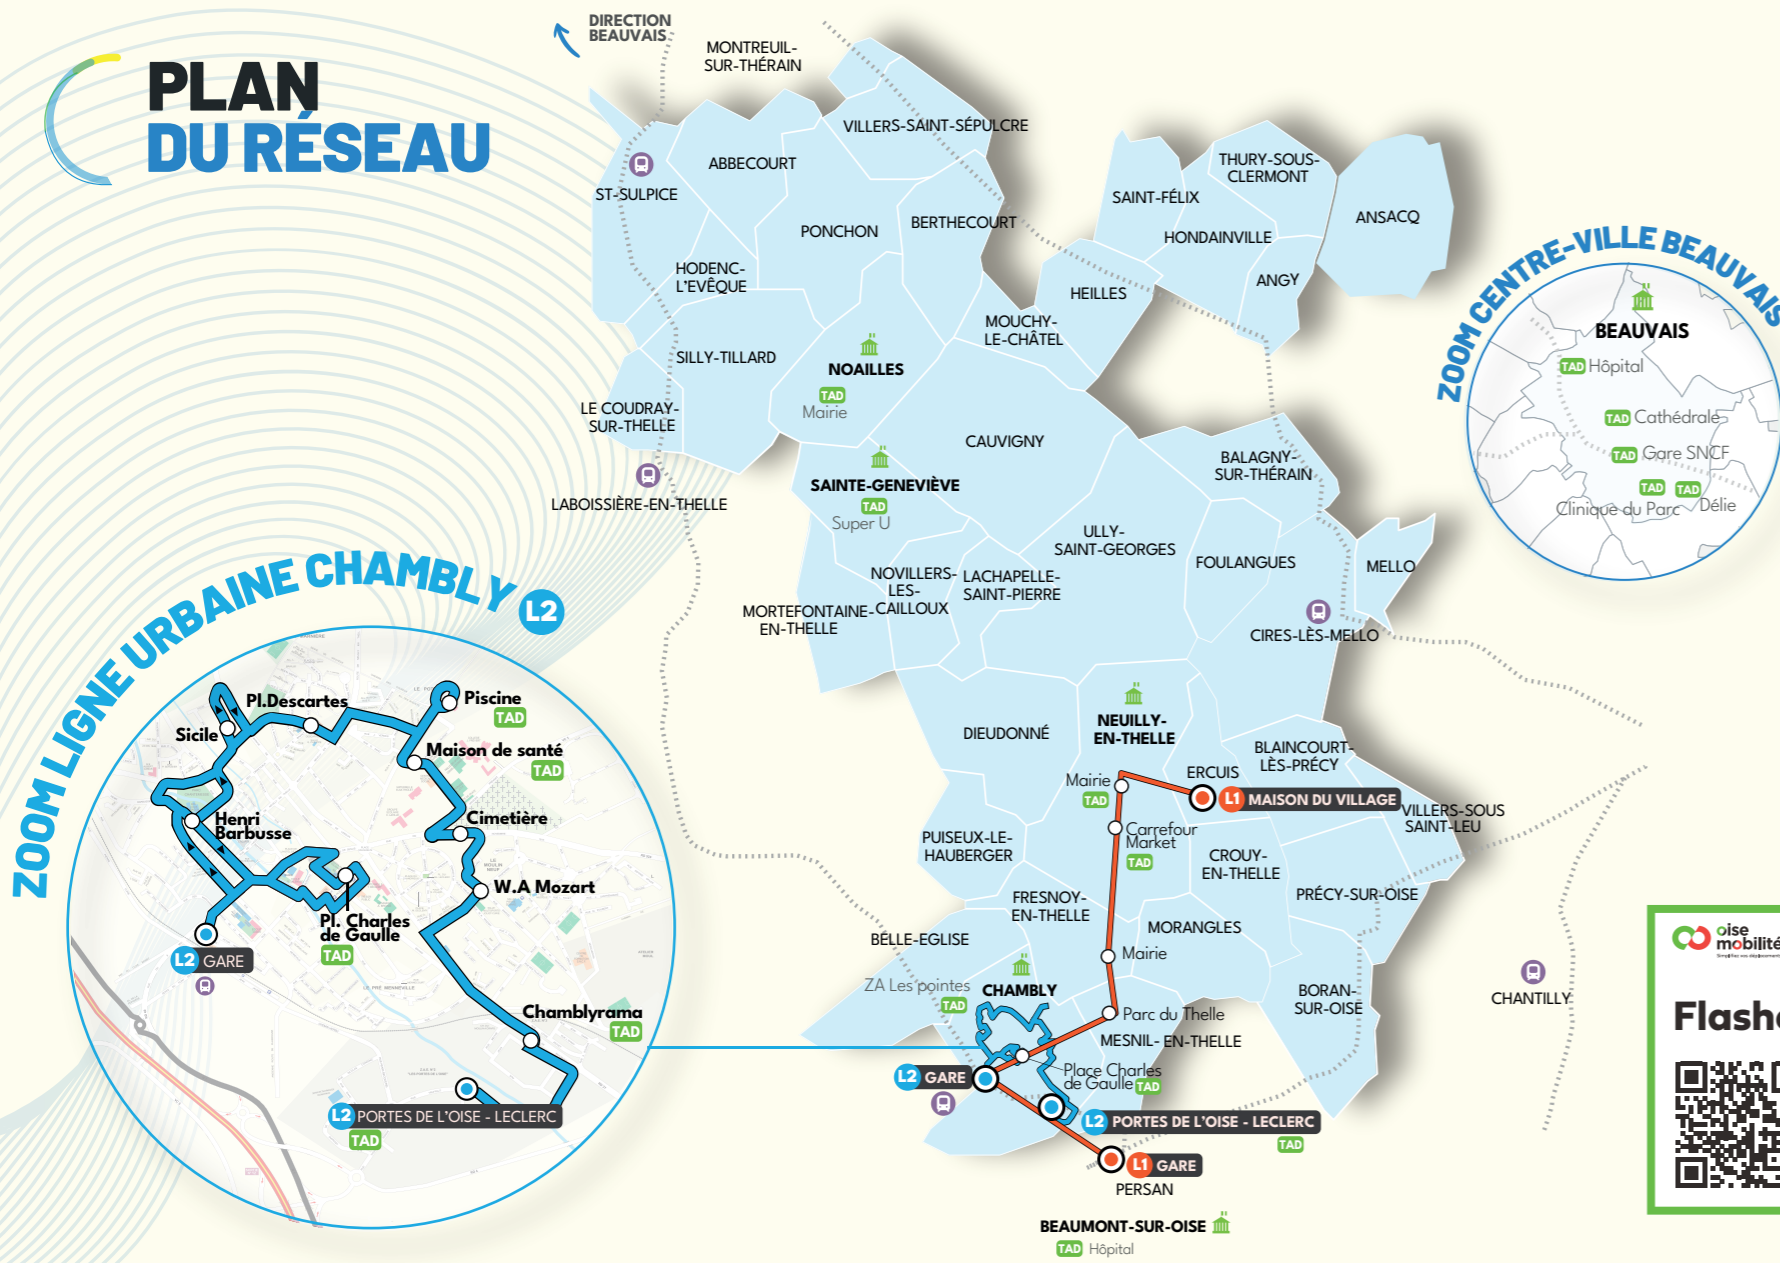 PLAN
DU RÉSEAU
DIRECTION
BEAUVAIS
MONTREUIL-
SUR-THÉRAIN
VILLERS-SAINT-SÉPULCRE
ABBECOURT
ST-SULPICE
PONCHON
BERTHECOURT
HODENC-
L'EVÊQUE
SAINT-FÉLIX
THURY-SOUS-
CLERMONT
HONDAINVILLE
ANSACQ
ANGY
HEILLES
MOUCHY-
LE-CHÂTEL
SILLY-TILLARD
NOAILLES
TAD
Mairie
LE COUDRAY-
SUR-THELLE
CAUVIGNY
LABOISSIÈRE-EN-THELLE
SAINTE-GENEVIÈVE
TAD
Super U
BALAGNY-
SUR-THÉRAIN
ULLY-
SAINT-GEORGES
FOULANGUES
MELLO
NOVILLERS-
LES-
CAILLOUX
LACHAPELLE-
SAINT-PIERRE
MORTEFONTAINE-
EN-THELLE
CIRES-LÈS-MELLO
DIEUDONNÉ
NEUILLY-
EN-THELLE
BLAINCOURT-
LÈS-PRÉCY
ERCUIS
L1 MAISON DU VILLAGE
Mairie
TAD
Carrefour
Market
TAD
VILLERS-SOUS
SAINT-LEU
PUISEUX-LE-
HAUBERGER
CROUY-
EN-THELLE
PRÉCY-SUR-OISE
FRESNOY-
EN-THELLE
MORANGLES
BELLE-EGLISE
Mairie
ZA Les pointes
TAD
CHAMBLY
BORAN-
SUR-OISE
CHANTILLY
Parc du Thelle
MESNIL-EN-THELLE
Place Charles
de Gaulle TAD
L2 GARE
L2 PORTES DE L'OISE - LECLERC
TAD
L1 GARE
PERSAN
BEAUMONT-SUR-OISE
TAD Hôpital
ZOOM CENTRE-VILLE BEAUVAIS
BEAUVAIS
TAD Hôpital
TAD Cathédrale
TAD Gare SNCF
TAD
Clinique du Parc
TAD
Délie
ZOOM LIGNE URBAINE CHAMBLY L2
Pl.Descartes
Sicile
Piscine
TAD
Maison de santé
TAD
Henri
Barbusse
Cimetière
W.A Mozart
Pl. Charles
de Gaulle
TAD
L2 GARE
Chamblyrama
TAD
L2 PORTES DE L'OISE - LECLERC
TAD
oise
mobilité